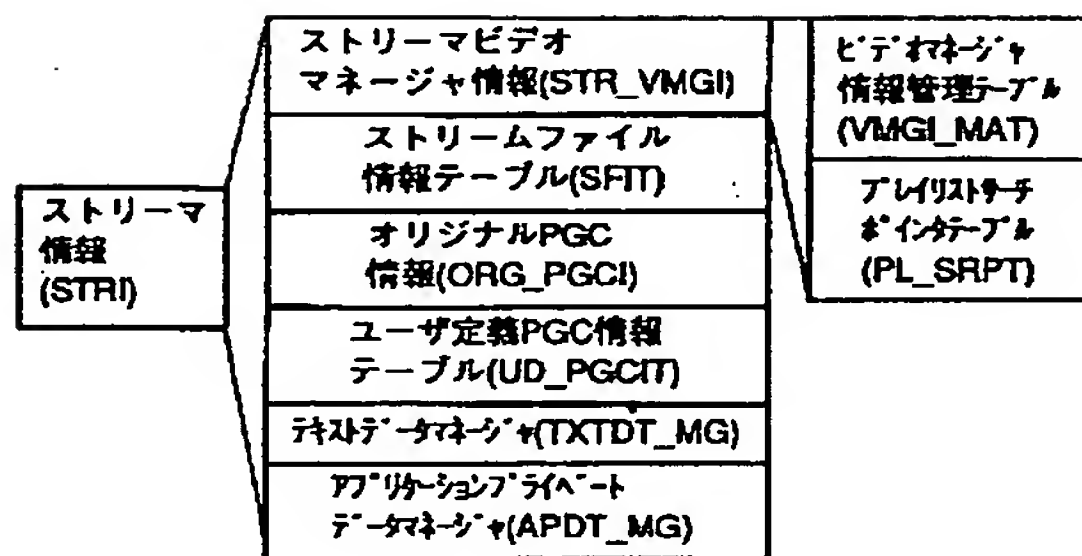 ストリーマ
情報
(STRI)
ストリーマビデオ
マネージャ情報(STR_VMGI)
ストリームファイル
情報テーブル(SFIT)
オリジナルPGC
情報(ORG_PGCI)
ユーザ定義PGC情報
テーブル(UD_PGCIT)
ﾃｷｽﾄﾃﾞｰﾀﾏﾈｰｼﾞｬ(TXTDT_MG)
ｱﾌﾟﾘｹｰｼｮﾝﾌﾟﾗｲﾍﾞｰﾄ
ﾃﾞｰﾀﾏﾈｰｼﾞｬ(APDT_MG)
ﾋﾞﾃﾞｵﾏﾈｰｼﾞｬ
情報管理ﾃｰﾌﾞﾙ
(VMGI_MAT)
ﾌﾟﾚｲﾘｽﾄｻｰﾁ
ﾎﾟｲﾝﾀﾃｰﾌﾞﾙ
(PL_SRPT)